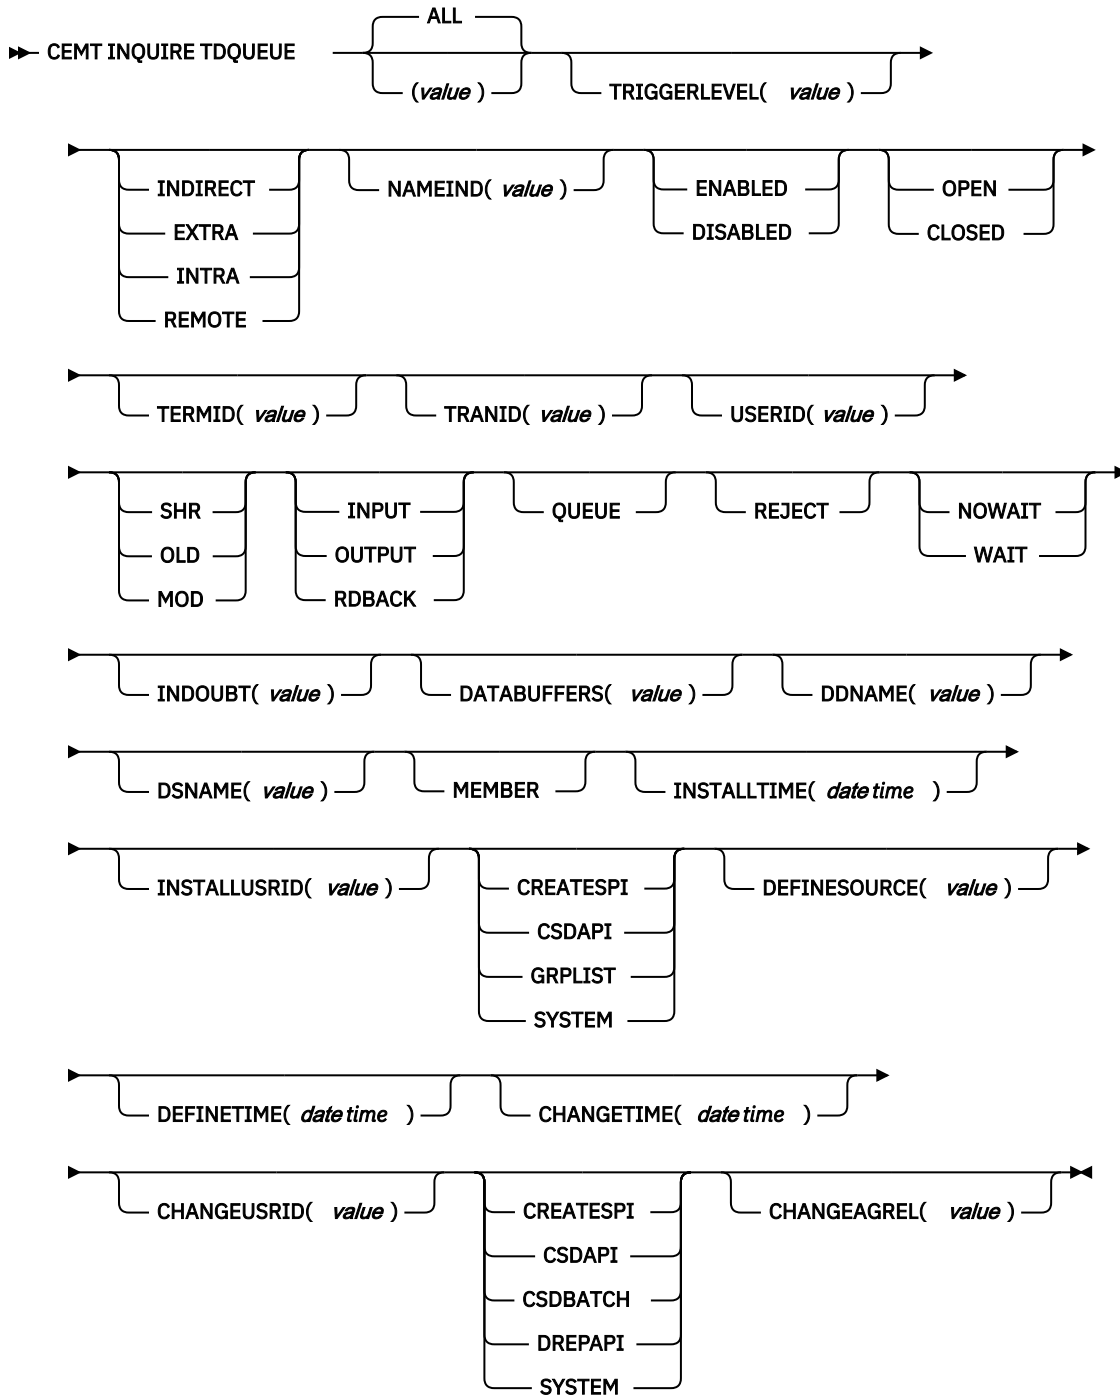 ALL
CEMT INQUIRE TDQUEUE
(value )
TRIGGERLEVEL( value )
INDIRECT
NAMEIND( value )
ENABLED
OPEN
EXTRA
DISABLED
CLOSED
INTRA
REMOTE
TERMID( value )
TRANID( value )
USERID( value )
SHR
INPUT
QUEUE
REJECT
NOWAIT
OLD
OUTPUT
WAIT
MOD
RDBACK
INDOUBT( value )
DATABUFFERS( value )
DDNAME( value )
DSNAME( value )
MEMBER
INSTALLTIME( date time )
INSTALLUSRID( value )
CREATESPI
DEFINESOURCE( value )
CSDAPI
GRPLIST
SYSTEM
DEFINETIME( date time )
CHANGETIME( date time )
CHANGEUSRID( value )
CREATESPI
CHANGEAGREL( value )
CSDAPI
CSDBATCH
DREPAPI
SYSTEM